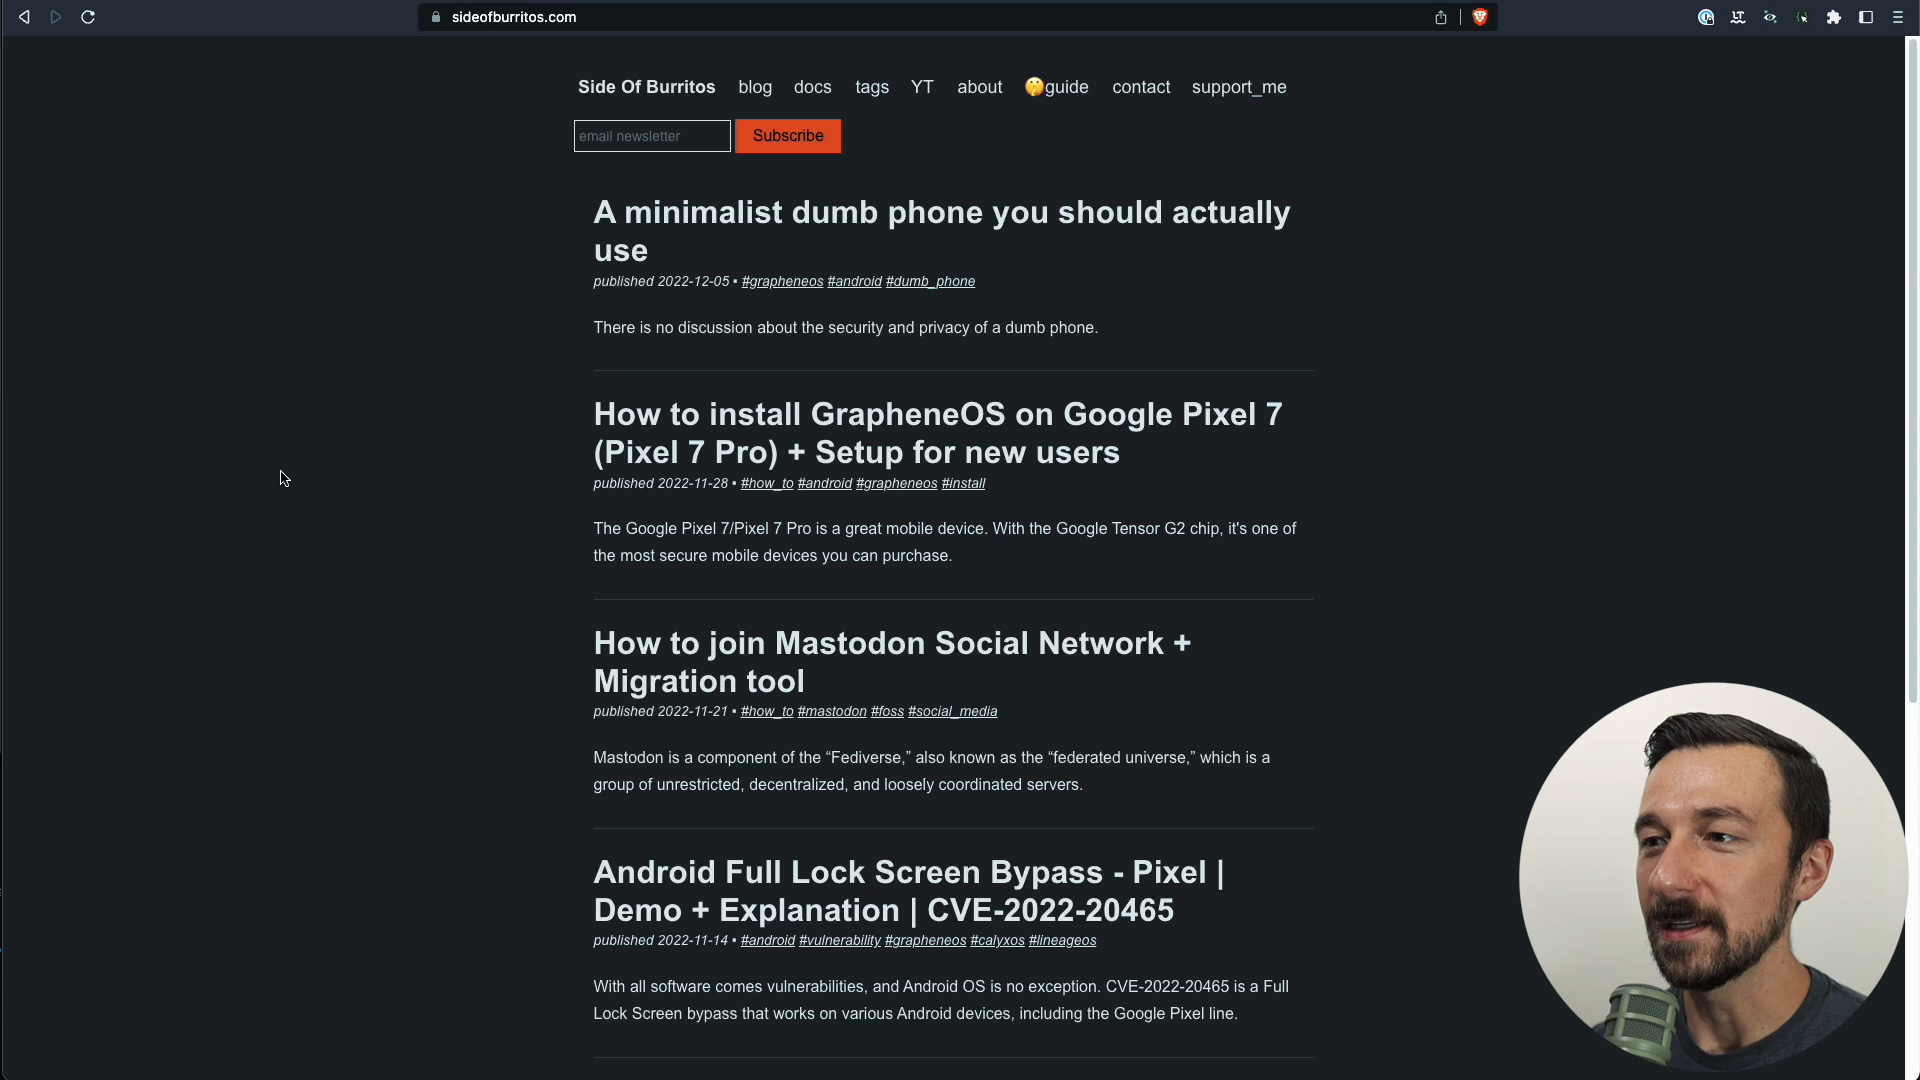 sideofburritos.com
Side Of Burritos blog docs tags YT about 🤫guide contact support_me
email newsletter Subscribe
A minimalist dumb phone you should actually
use
published 2022-12-05 • #grapheneos #android #dumb_phone
There is no discussion about the security and privacy of a dumb phone.
How to install GrapheneOS on Google Pixel 7
(Pixel 7 Pro) + Setup for new users
published 2022-11-28 • #how_to #android #grapheneos #install
The Google Pixel 7/Pixel 7 Pro is a great mobile device. With the Google Tensor G2 chip, it's one of
the most secure mobile devices you can purchase.
How to join Mastodon Social Network +
Migration tool
published 2022-11-21 • #how_to #mastodon #foss #social_media
Mastodon is a component of the “Fediverse,” also known as the “federated universe,” which is a
group of unrestricted, decentralized, and loosely coordinated servers.
Android Full Lock Screen Bypass - Pixel |
Demo + Explanation | CVE-2022-20465
published 2022-11-14 • #android #vulnerability #grapheneos #calyxos #lineageos
With all software comes vulnerabilities, and Android OS is no exception. CVE-2022-20465 is a Full
Lock Screen bypass that works on various Android devices, including the Google Pixel line.